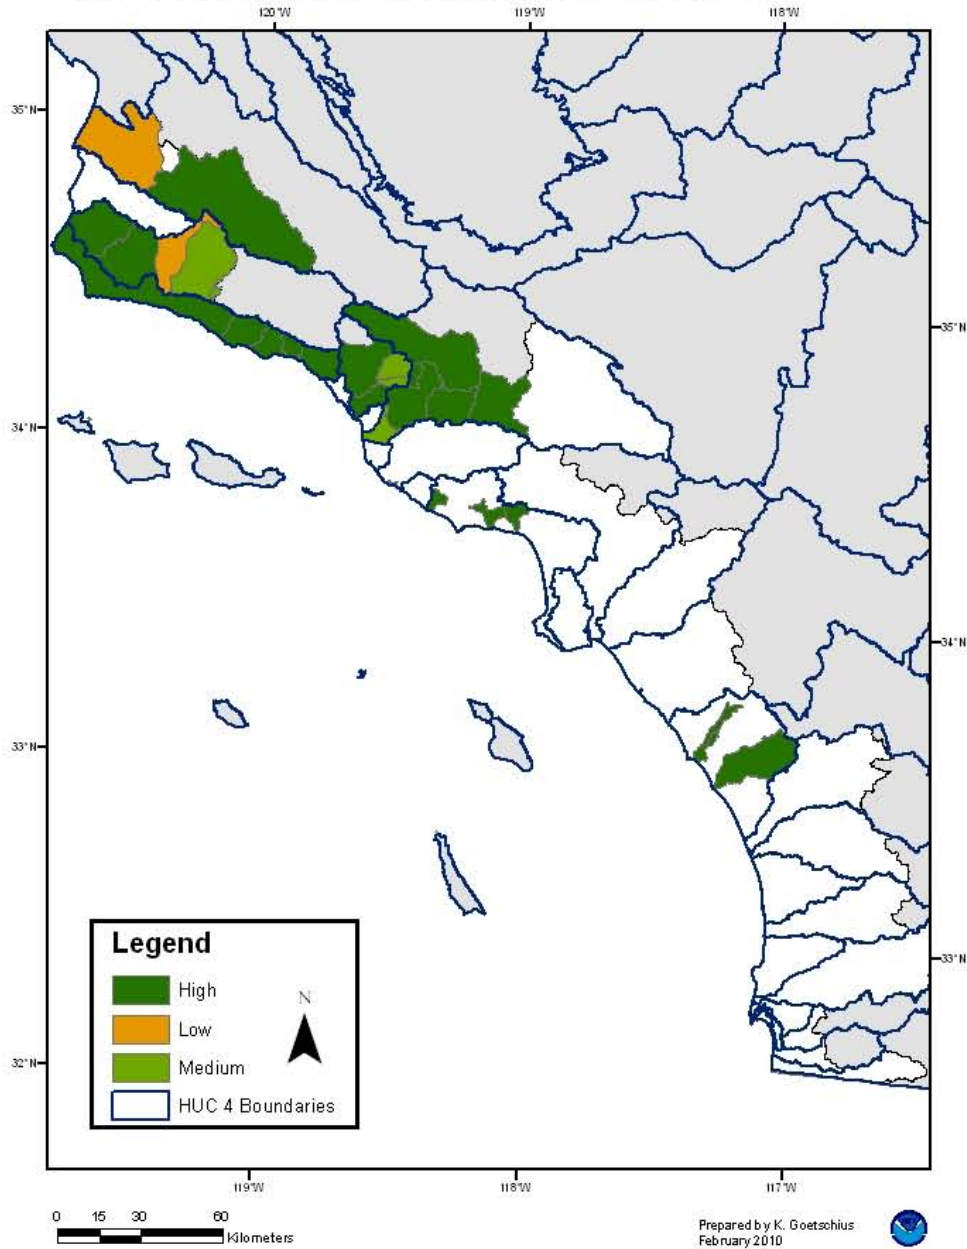 120°W 119°W 118°W
35°N
35°N
34°N
34°N
33°N
33°N
32°N
Legend
High
Low
Medium
HUC 4 Boundaries
N
119°W 118°W 117°W
0 15 30 60
Kilometers
Prepared by K. Goetschius
February 2010